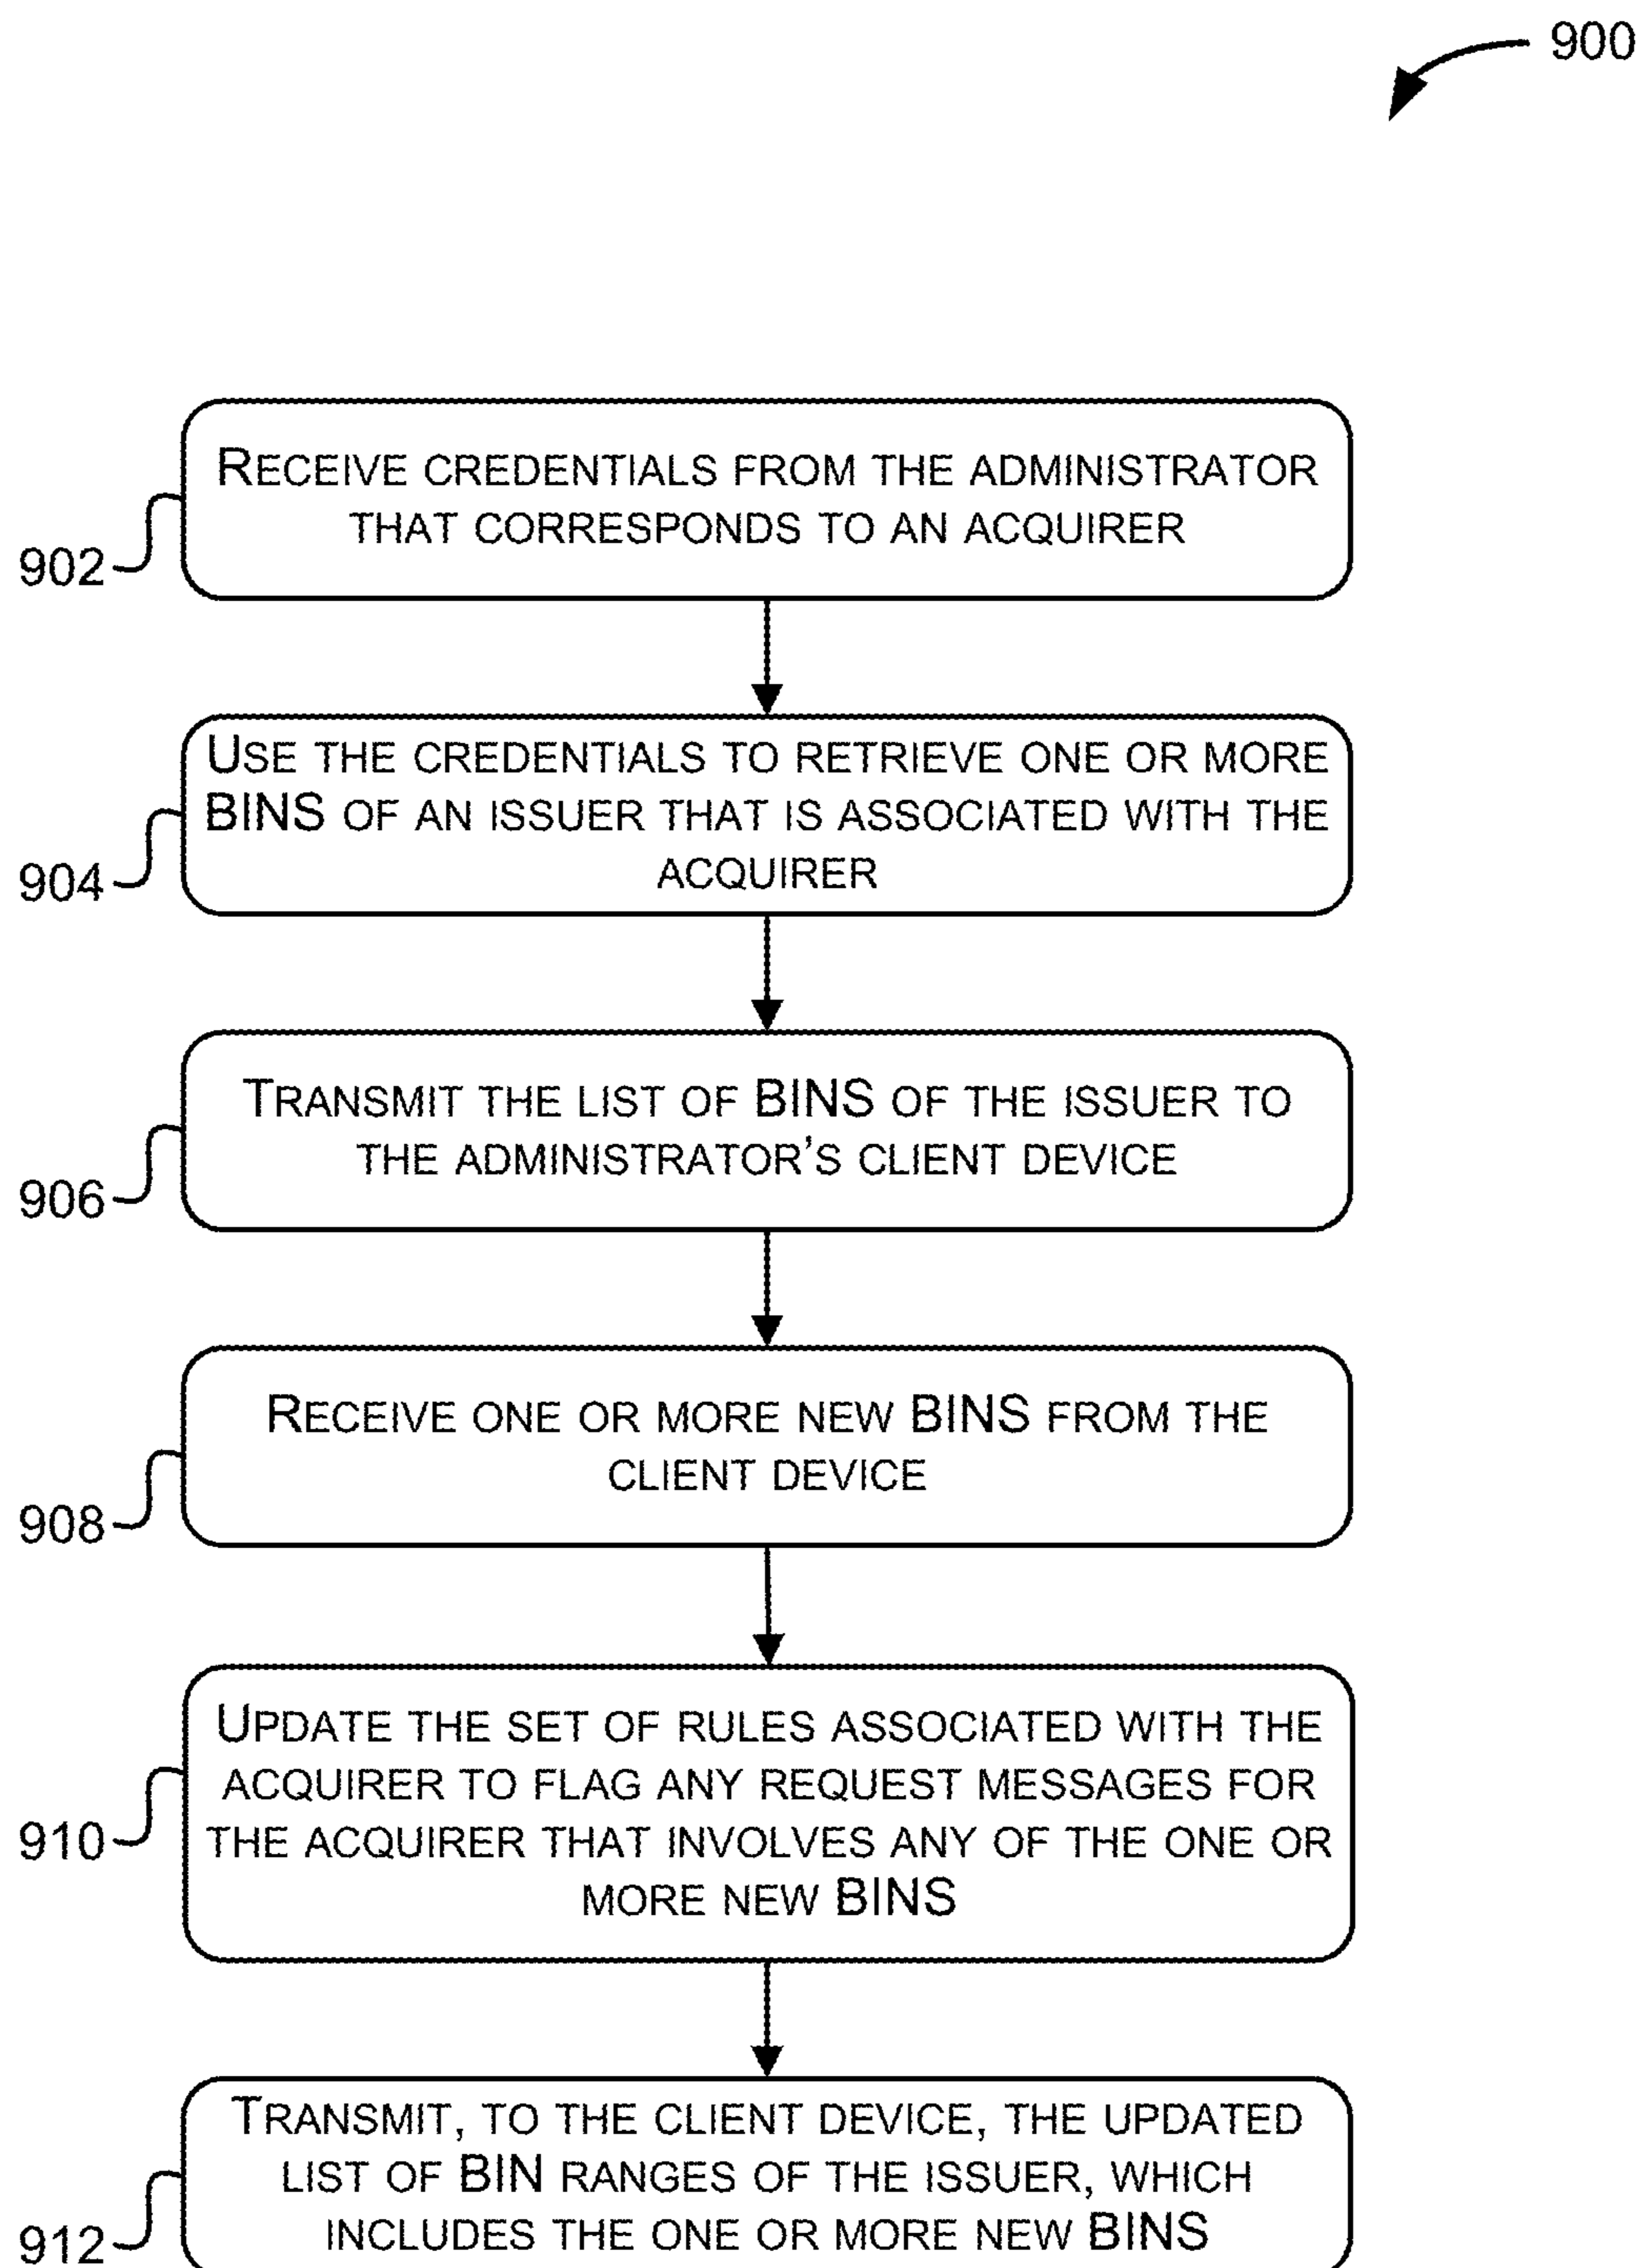 900
RECEIVE CREDENTIALS FROM THE ADMINISTRATOR
THAT CORRESPONDS TO AN ACQUIRER
902
USE THE CREDENTIALS TO RETRIEVE ONE OR MORE
BINS OF AN ISSUER THAT IS ASSOCIATED WITH THE
ACQUIRER
904
TRANSMIT THE LIST OF BINS OF THE ISSUER TO
THE ADMINISTRATOR'S CLIENT DEVICE
906
RECEIVE ONE OR MORE NEW BINS FROM THE
CLIENT DEVICE
908
UPDATE THE SET OF RULES ASSOCIATED WITH THE
ACQUIRER TO FLAG ANY REQUEST MESSAGES FOR
THE ACQUIRER THAT INVOLVES ANY OF THE ONE OR
MORE NEW BINS
910
TRANSMIT, TO THE CLIENT DEVICE, THE UPDATED
LIST OF BIN RANGES OF THE ISSUER, WHICH
INCLUDES THE ONE OR MORE NEW BINS
912